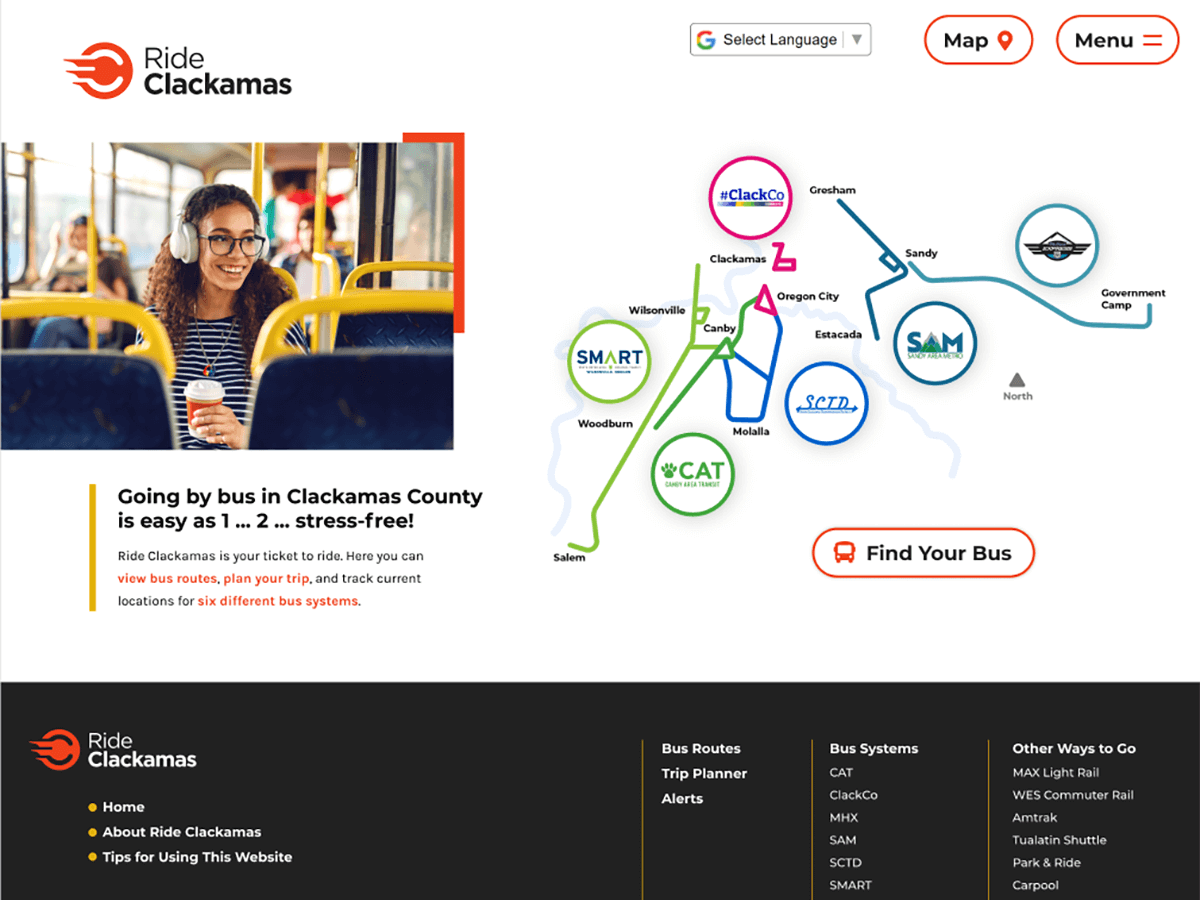 Ride
Clackamas
Select Language
Map
Menu
#ClackCo
Gresham
Clackamas
Sandy
EXPRESS
Government
Camp
Oregon City
Wilsonville
Canby
Estacada
SMART
SAM
SANDY AREA METRO
North
SCTD
Woodburn
Molalla
CAT
CANBY AREA TRANSIT
Salem
Going by bus in Clackamas County
is easy as 1 ... 2 ... stress-free!
Ride Clackamas is your ticket to ride. Here you can
view bus routes, plan your trip, and track current
locations for six different bus systems.
Find Your Bus
Ride
Clackamas
Home
About Ride Clackamas
Tips for Using This Website
Bus Routes
Trip Planner
Alerts
Bus Systems
CAT
ClackCo
MHX
SAM
SCTD
SMART
Other Ways to Go
MAX Light Rail
WES Commuter Rail
Amtrak
Tualatin Shuttle
Park & Ride
Carpool